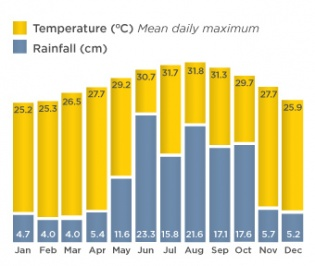 Temperature (ºC) Mean daily maximum
Rainfall (cm)
25.2 25.3 26.5 27.7 29.2 30.7 31.7 31.8 31.3 29.7 27.7 25.9
4.7 4.0 4.0 5.4 11.6 23.3 15.8 21.6 17.1 17.6 5.7 5.2
Jan Feb Mar Apr May Jun Jul Aug Sep Oct Nov Dec